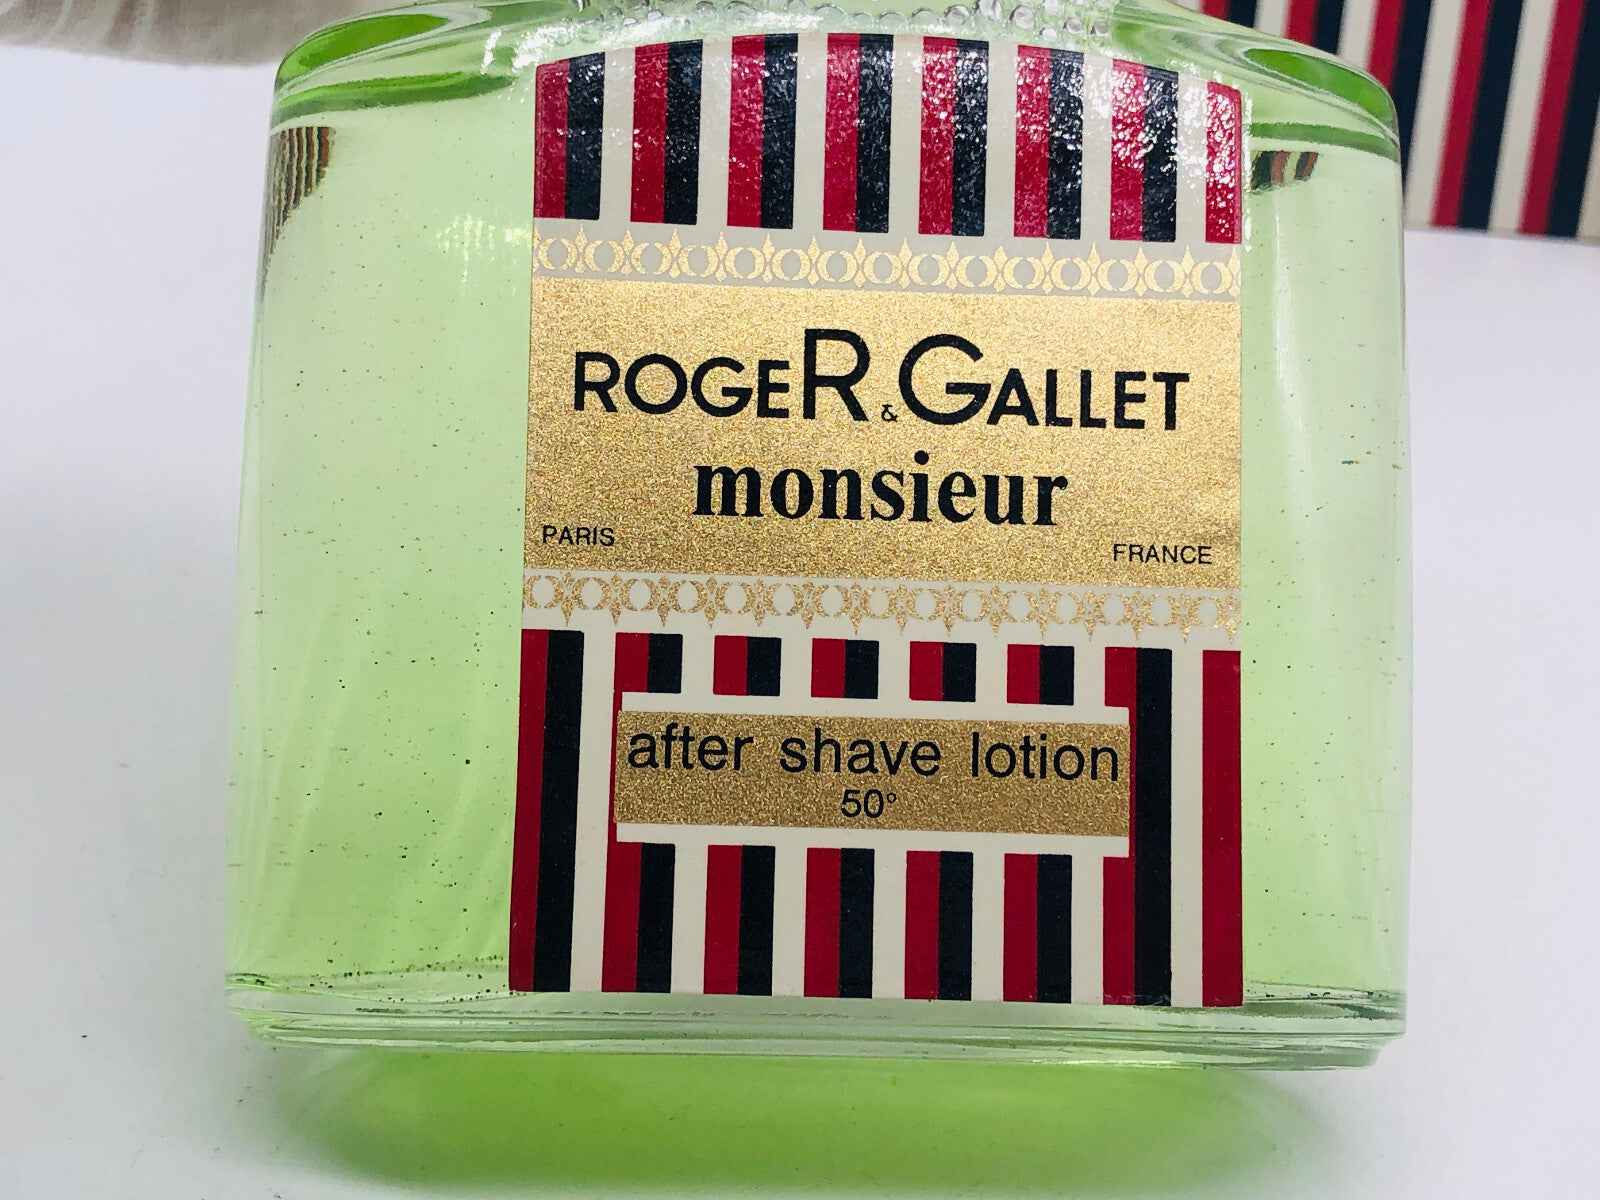 ROGER & GALLET
monsieur
PARIS FRANCE
after shave lotion
50°